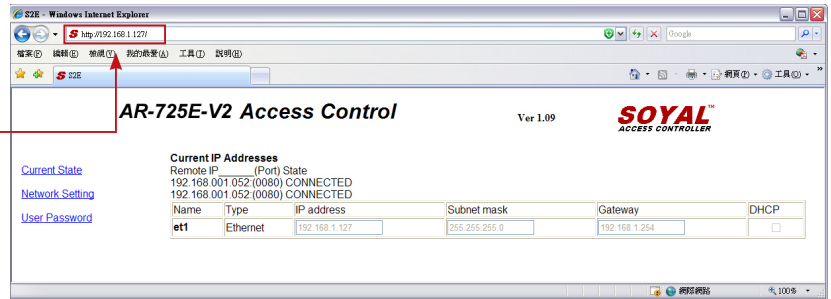 S2E - Windows Internet Explorer
http://192.168.1.127/
Google
檔案(F) 編輯(E) 檢視(V) 我的最愛(A) 工具(T) 說明(H)
S2E
網頁(P) 工具(O)
AR-725E-V2 Access Control
Ver 1.09
SOYAL™
ACCESS CONTROLLER
Current State
Network Setting
User Password
Current IP Addresses
Remote IP______(Port) State
192.168.001.052:(0080) CONNECTED
192.168.001.052:(0080) CONNECTED
Name Type IP address Subnet mask Gateway DHCP
et1 Ethernet 192.168.1.127 255.255.255.0 192.168.1.254
網際網路 100%